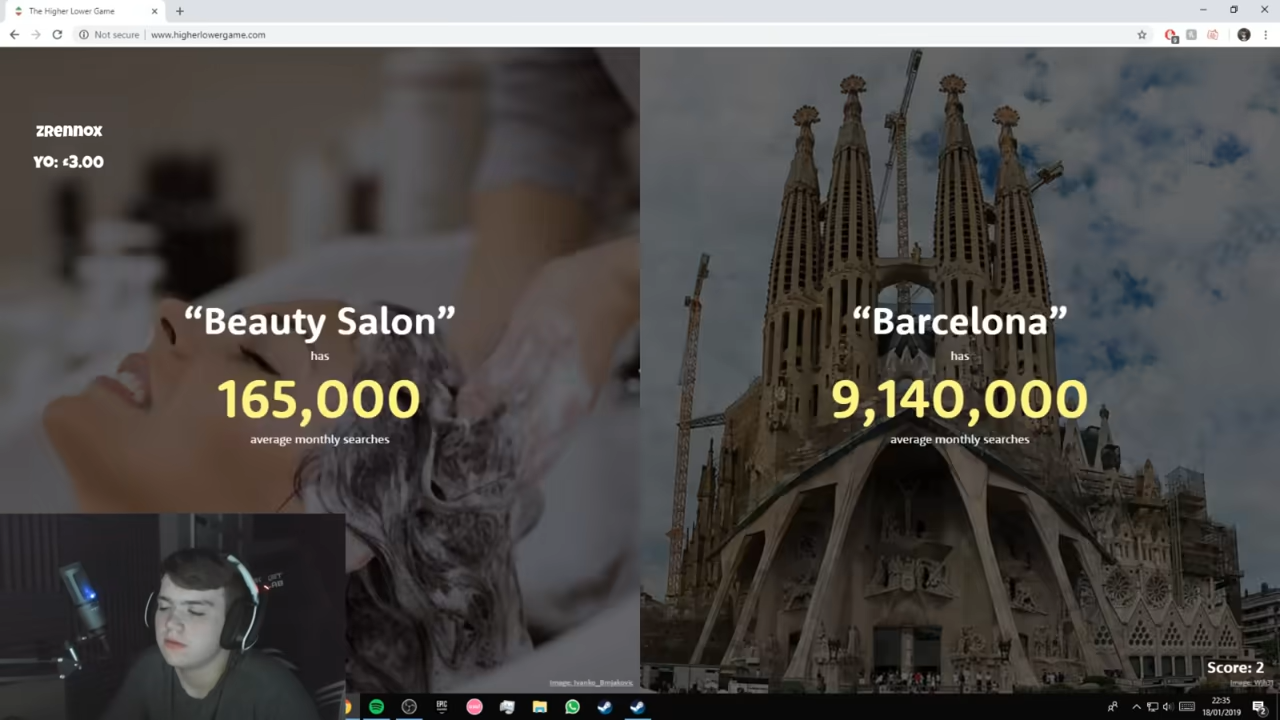 The Higher Lower Game
Not secure
www.higherlowergame.com
zrennox
YO: £3.00
“Beauty Salon”
has
165,000
average monthly searches
“Barcelona”
has
9,140,000
average monthly searches
Score: 2
EPIC
22:35
18/01/2019